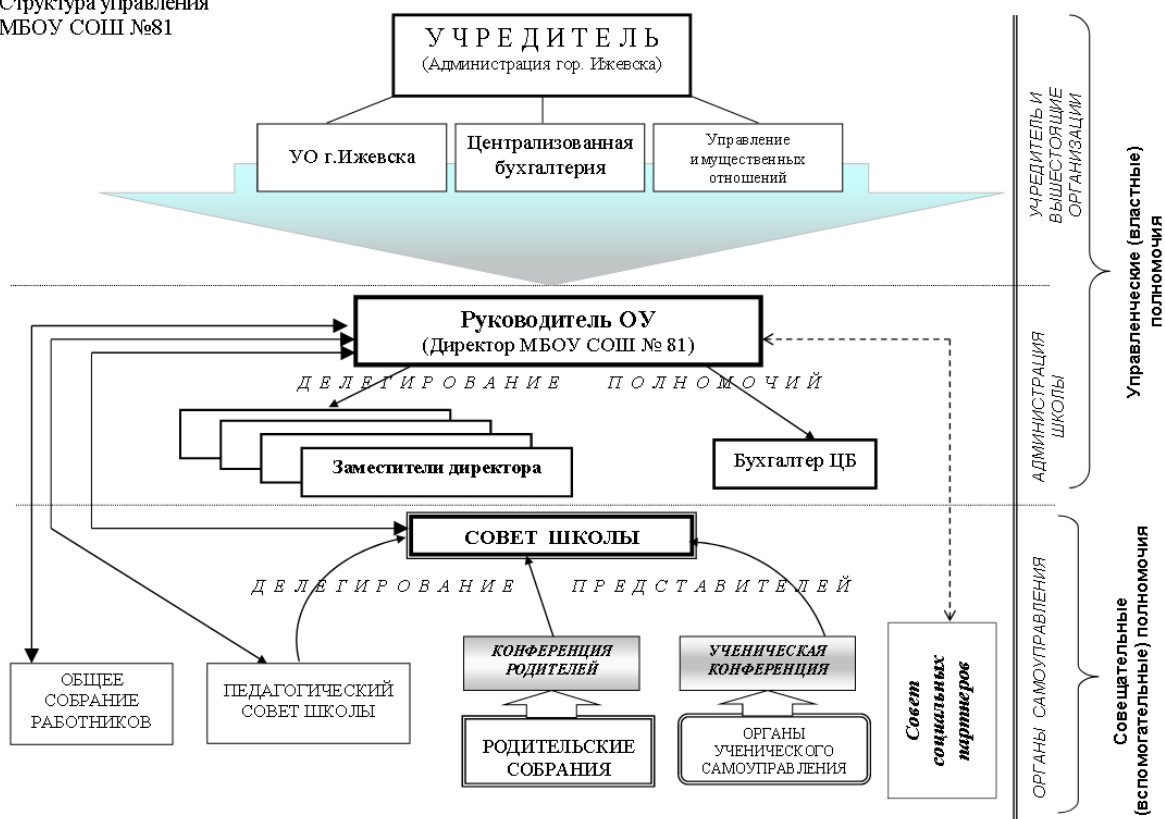 Структура управления
МБОУ СОШ №81
У Ч Р Е Д И Т Е Л Ь
(Администрация гор. Ижевска)
УО г.Ижевска
Централизованная
бухгалтерия
Управление
имущественных
отношений
УЧРЕДИТЕЛЬ И
ВЫШЕСТОЯЩИЕ
ОРГАНИЗАЦИИ
Управленческие (властные)
полномочия
Руководитель ОУ
(Директор МБОУ СОШ № 81)
ДЕЛЕГИРОВАНИЕ ПОЛНОМОЧИЙ
Заместители директора
Бухгалтер ЦБ
АДМИНИСТРАЦИЯ
ШКОЛЫ
СОВЕТ ШКОЛЫ
ДЕЛЕГИРОВАНИЕ ПРЕДСТАВИТЕЛЕЙ
ОБЩЕЕ
СОБРАНИЕ
РАБОТНИКОВ
ПЕДАГОГИЧЕСКИЙ
СОВЕТ ШКОЛЫ
КОНФЕРЕНЦИЯ
РОДИТЕЛЕЙ
РОДИТЕЛЬСКИЕ
СОБРАНИЯ
УЧЕНИЧЕСКАЯ
КОНФЕРЕНЦИЯ
ОРГАНЫ
УЧЕНИЧЕСКОГО
САМОУПРАВЛЕНИЯ
Совет
социальных
партнеров
ОРГАНЫ САМОУПРАВЛЕНИЯ
Совещательные
(вспомогательные) полномочия